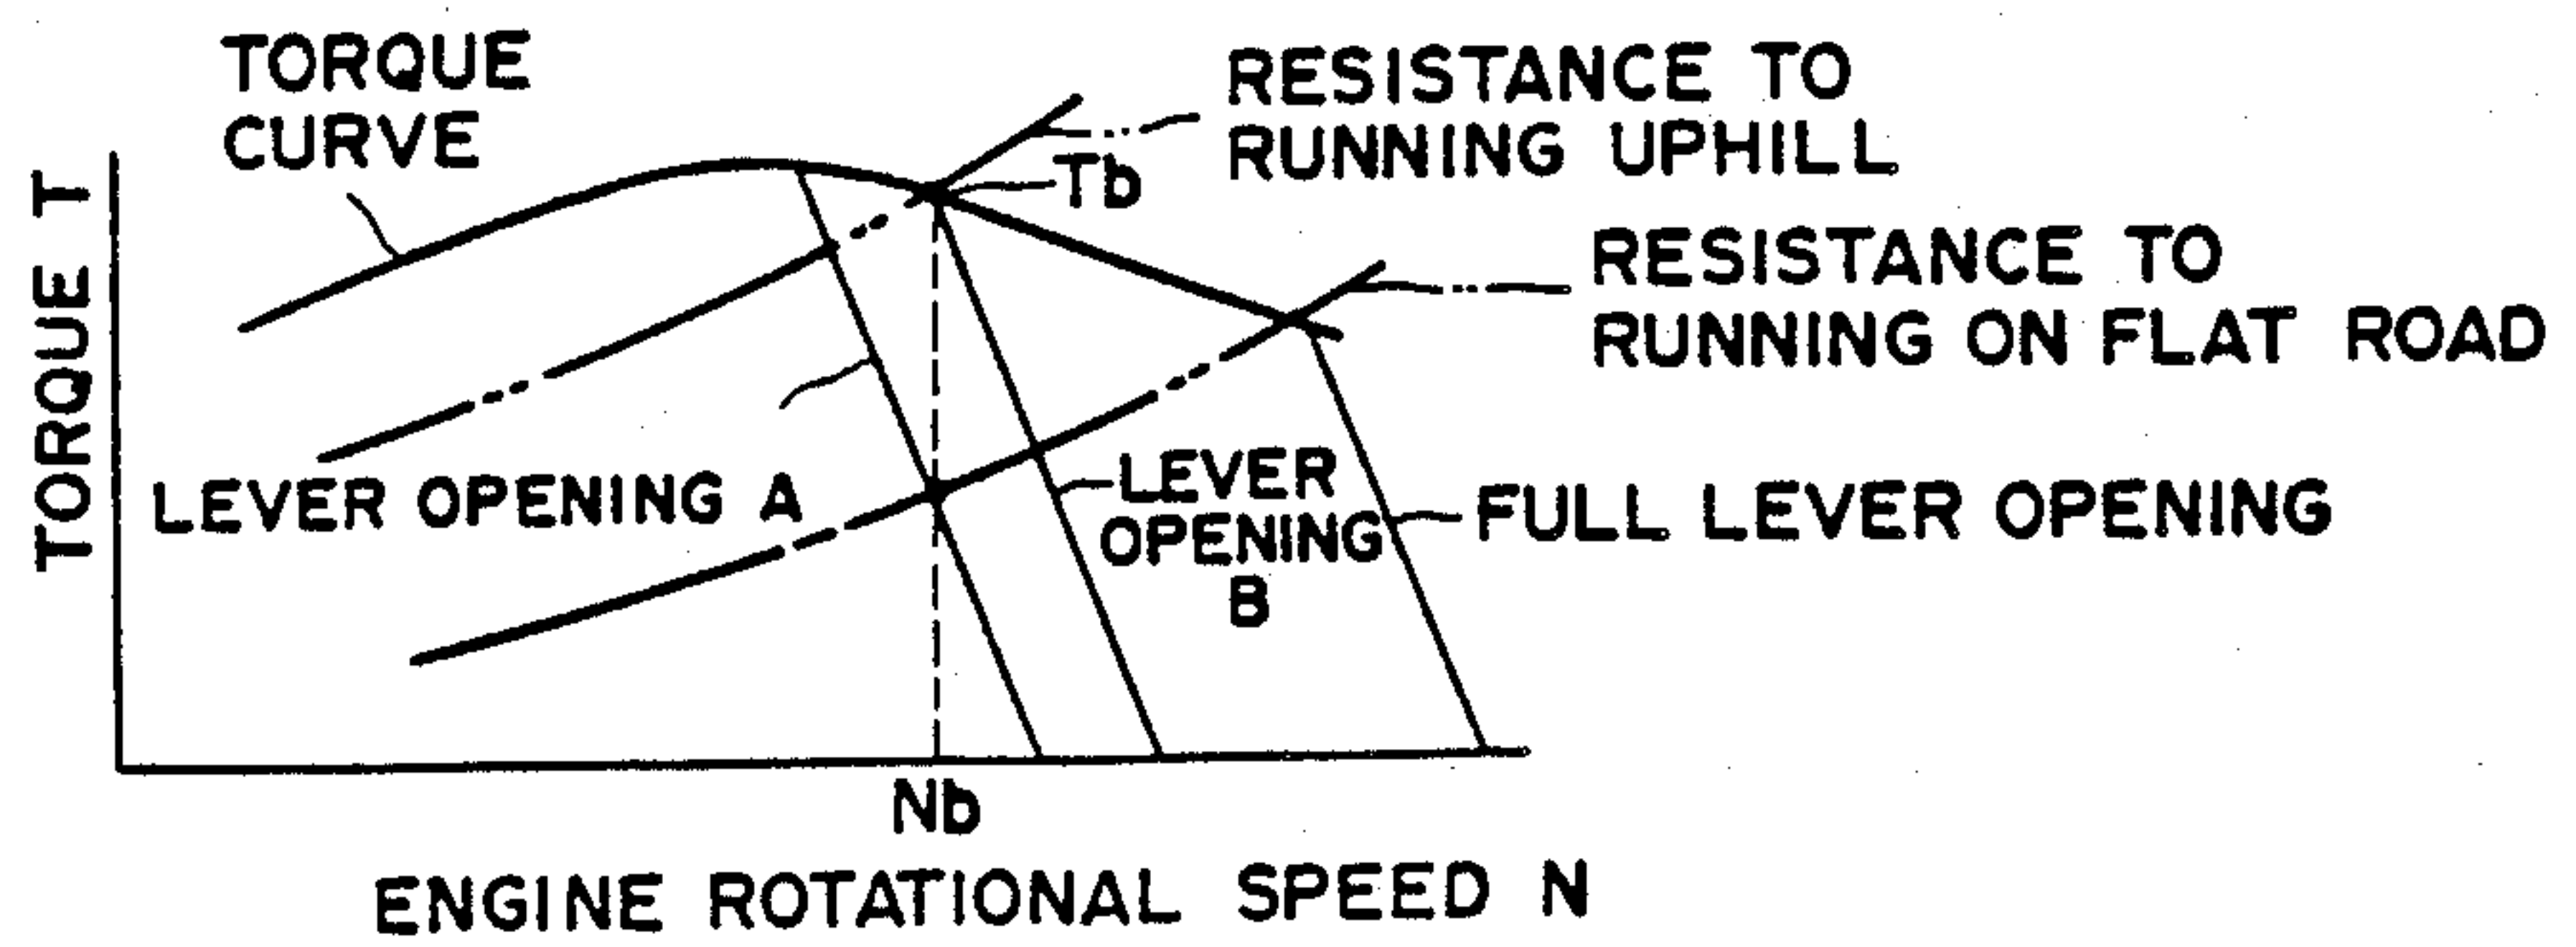 TORQUE
CURVE
RESISTANCE TO
RUNNING UPHILL
Tb
RESISTANCE TO
RUNNING ON FLAT ROAD
TORQUE T
LEVER OPENING A
LEVER
OPENING
B
FULL LEVER OPENING
Nb
ENGINE ROTATIONAL SPEED N